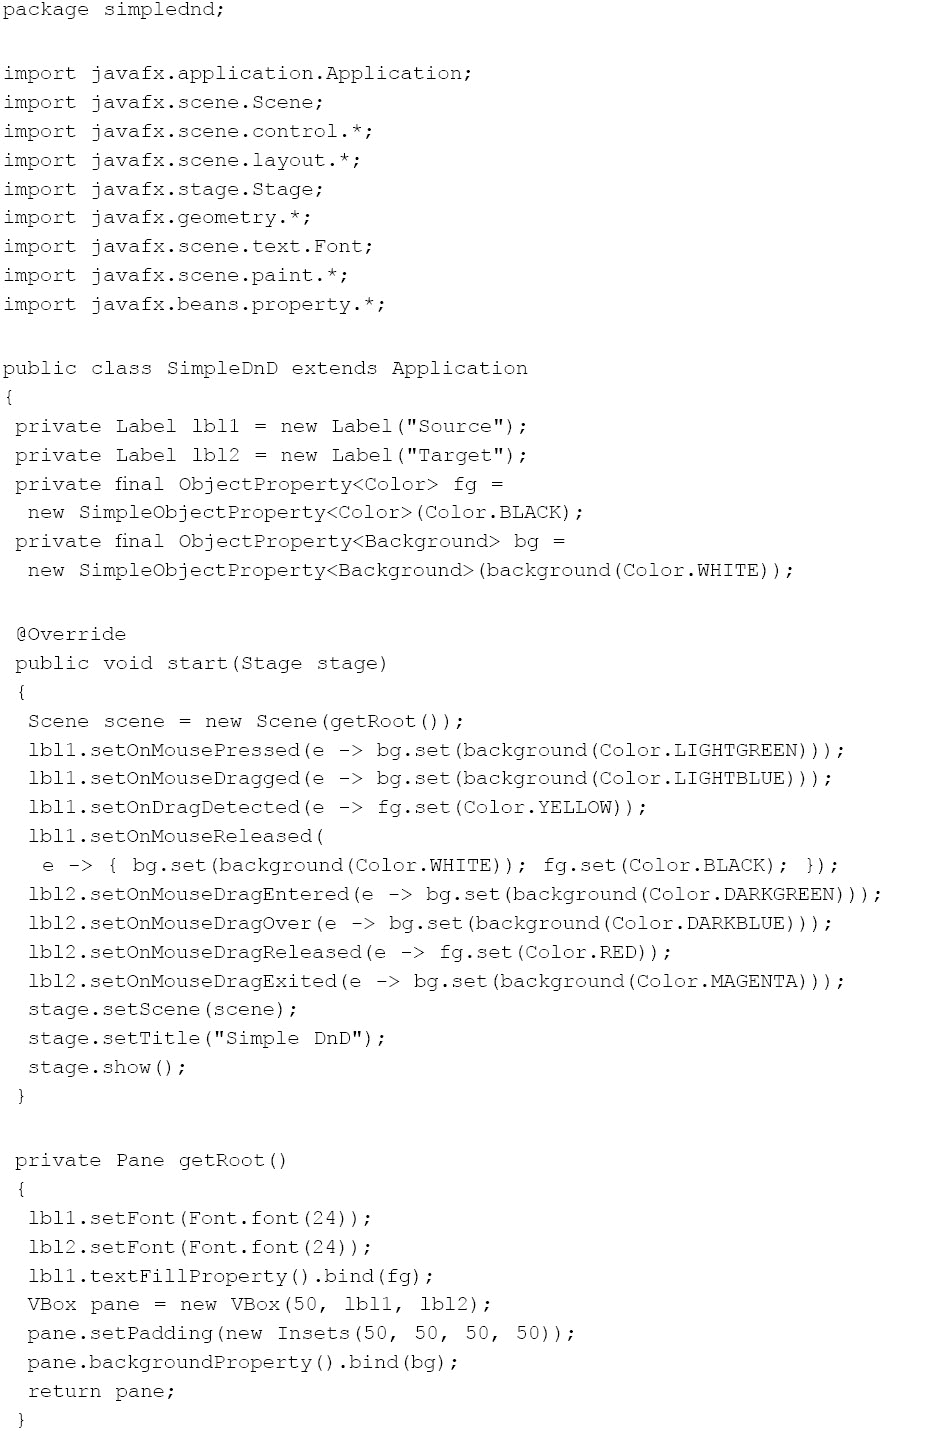 package simplednd;
import javafx.application.Application;
import javafx.scene.Scene;
import javafx.scene.control.*;
import javafx.scene.layout.*;
import javafx.stage.Stage;
import javafx.geometry.*;
import javafx.scene.text.Font;
import javafx.scene.paint.*;
import javafx.beans.property.*;
public class SimpleDnD extends Application
{
private Label lbl1 = new Label("Source");
private Label lbl2 = new Label("Target");
private final ObjectProperty<Color> fg =
new SimpleObjectProperty<Color>(Color.BLACK);
private final ObjectProperty<Background> bg =
new SimpleObjectProperty<Background>(background(Color.WHITE));
@Override
public void start(Stage stage)
{
Scene scene = new Scene(getRoot());
lbl1.setOnMousePressed(e -> bg.set(background(Color.LIGHTGREEN)));
lbl1.setOnMouseDragged(e -> bg.set(background(Color.LIGHTBLUE)));
lbl1.setOnDragDetected(e -> fg.set(Color.YELLOW));
lbl1.setOnMouseReleased(
e -> { bg.set(background(Color.WHITE)); fg.set(Color.BLACK); });
lbl2.setOnMouseDragEntered(e -> bg.set(background(Color.DARKGREEN)));
lbl2.setOnMouseDragOver(e -> bg.set(background(Color.DARKBLUE)));
lbl2.setOnMouseDragReleased(e -> fg.set(Color.RED));
lbl2.setOnMouseDragExited(e -> bg.set(background(Color.MAGENTA)));
stage.setScene(scene);
stage.setTitle("Simple DnD");
stage.show();
}
private Pane getRoot()
{
lbl1.setFont(Font.font(24));
lbl2.setFont(Font.font(24));
lbl1.textFillProperty().bind(fg);
VBox pane = new VBox(50, lbl1, lbl2);
pane.setPadding(new Insets(50, 50, 50, 50));
pane.backgroundProperty().bind(bg);
return pane;
}